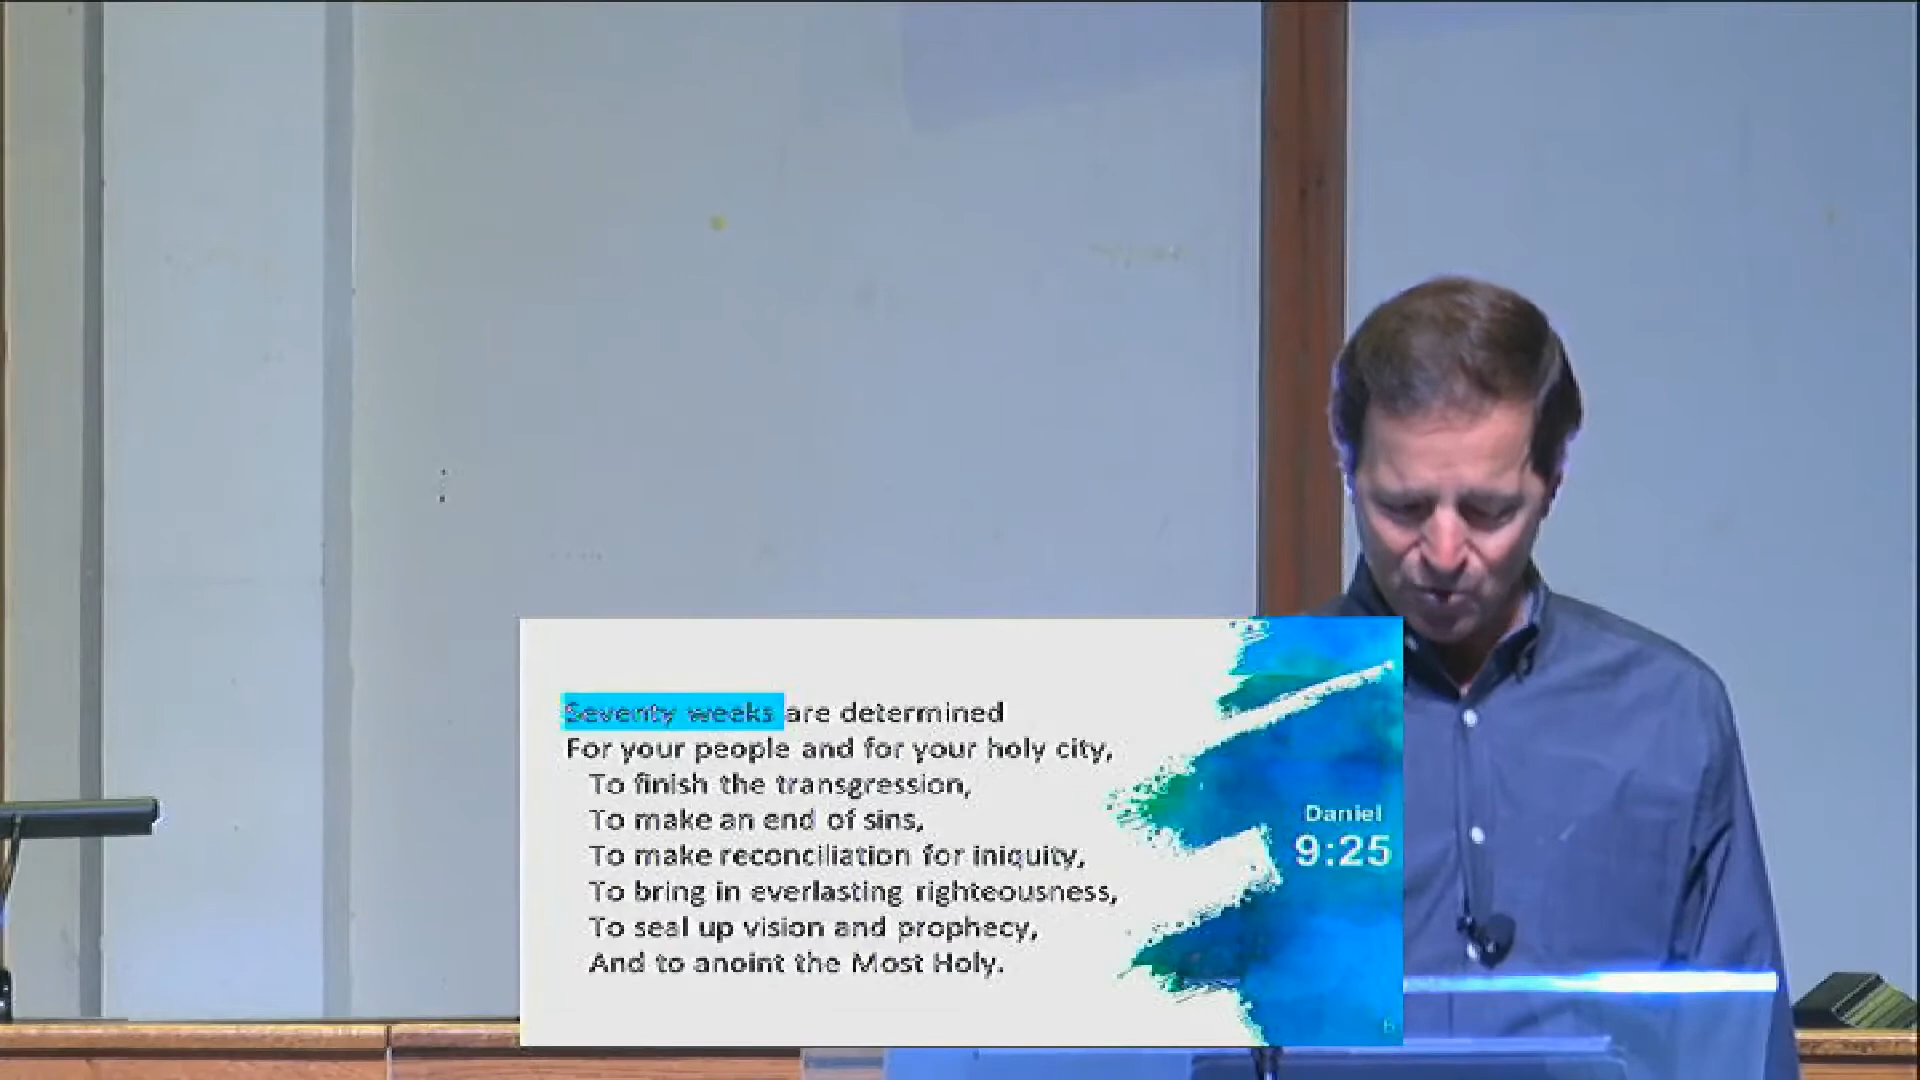 Seventy weeks are determined
For your people and for your holy city,
To finish the transgression,
To make an end of sins,
To make reconciliation for iniquity,
To bring in everlasting righteousness,
To seal up vision and prophecy,
And to anoint the Most Holy.
Daniel
9:25